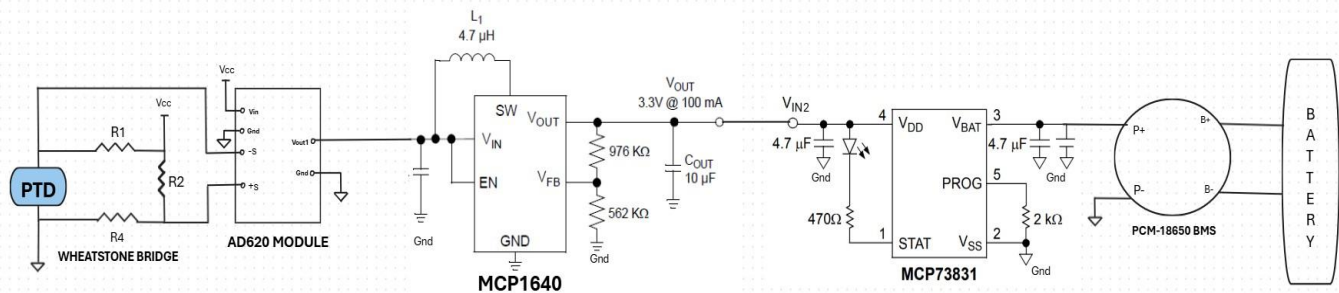 L1
4.7 µH
Vcc
Vcc
R1
R2
PTD
R4
WHEATSTONE BRIDGE
Vin
Gnd
-S
+S
Vout1
Gnd
AD620 MODULE
Gnd
SW
VIN
EN
VOUT
VFB
GND
MCP1640
976 KΩ
562 KΩ
Gnd
VOUT
3.3V @ 100 mA
COUT
10 µF
VIN2
4.7 µF
Gnd
470Ω
4
1
VDD
STAT
VBAT
PROG
VSS
3
5
2
MCP73831
4.7 µF
Gnd
2 kΩ
Gnd
P+
P-
B+
B-
PCM-18650 BMS
B
A
T
T
E
R
Y